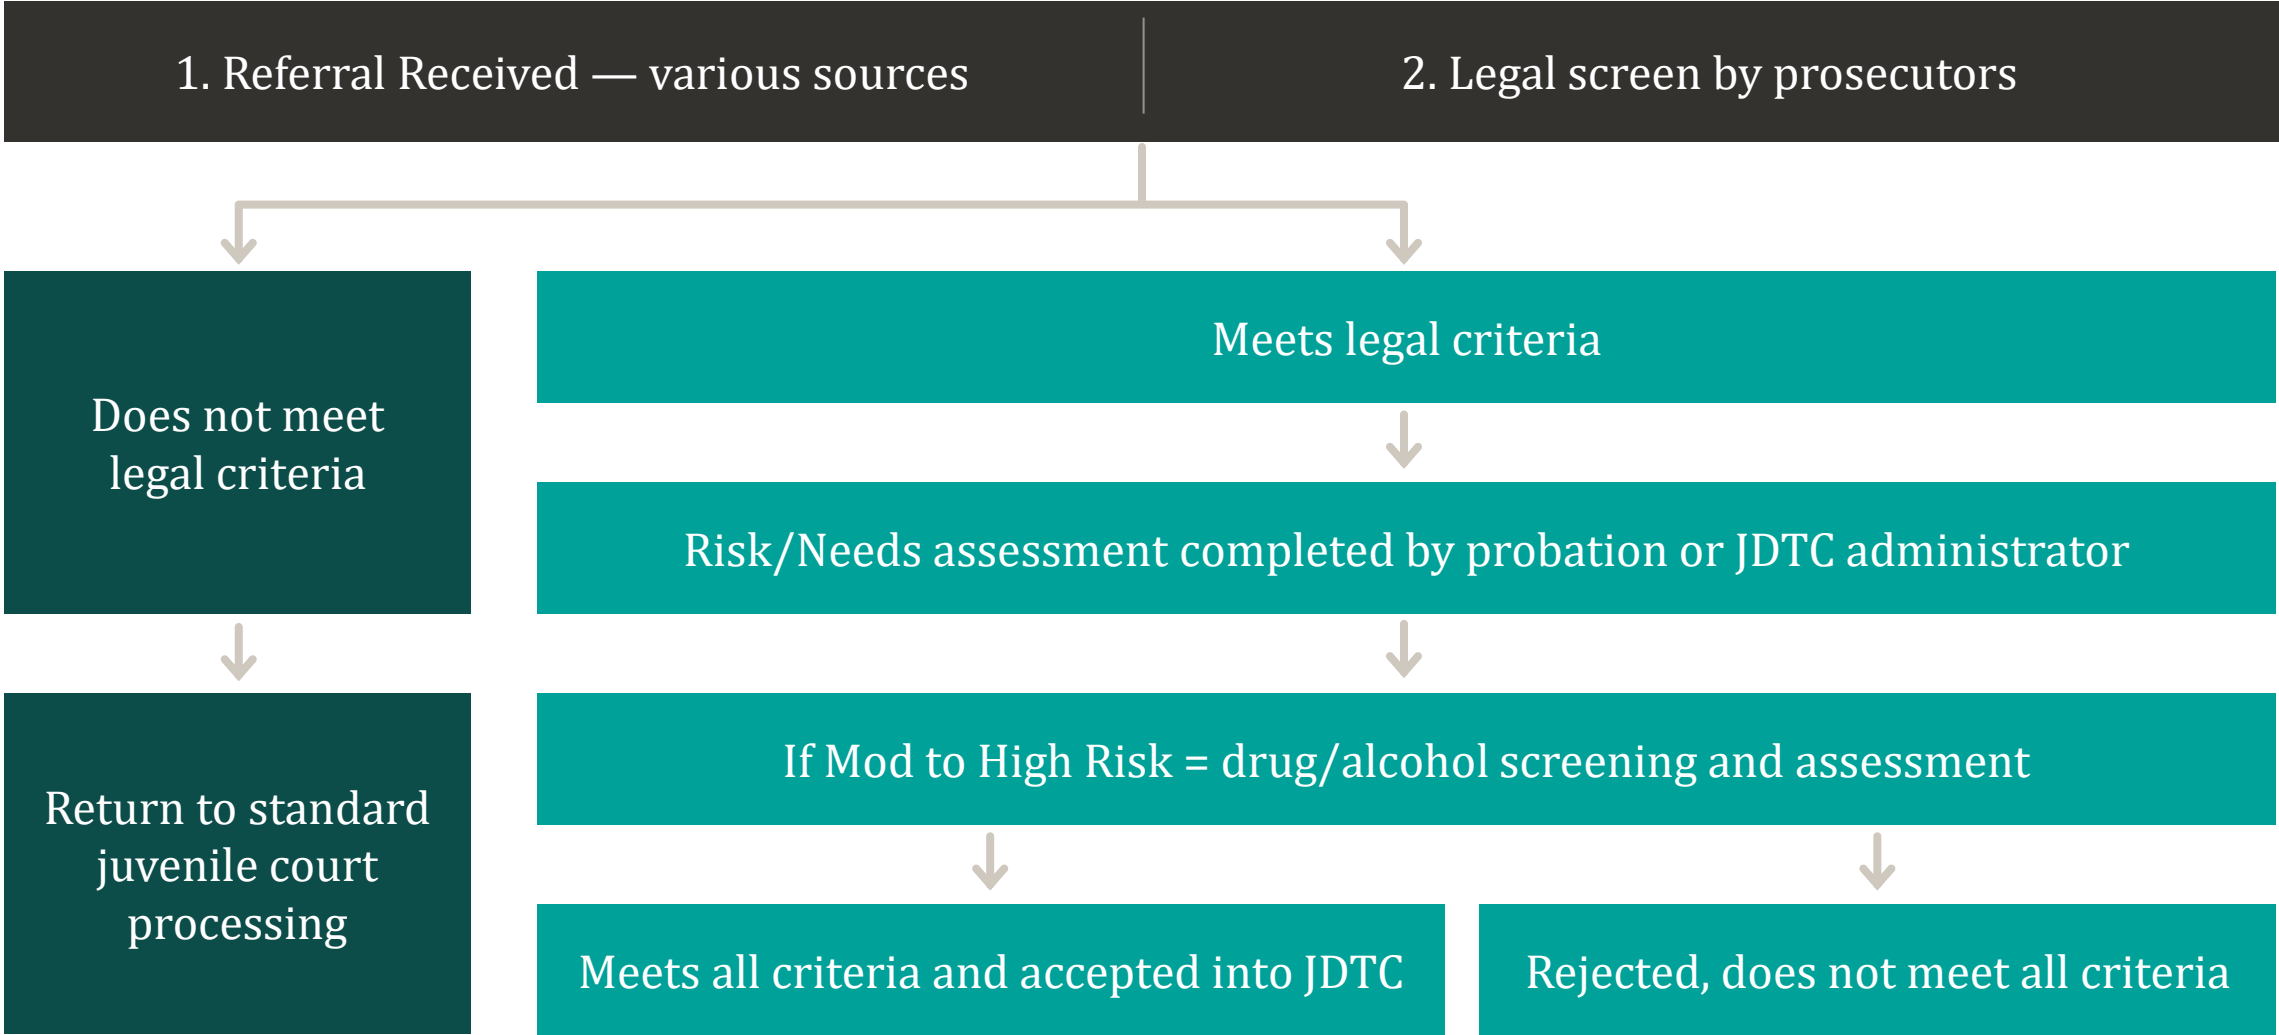 1. Referral Received — various sources
2. Legal screen by prosecutors
Does not meet
legal criteria
Return to standard
juvenile court
processing
Meets legal criteria
Risk/Needs assessment completed by probation or JDTC administrator
If Mod to High Risk = drug/alcohol screening and assessment
Meets all criteria and accepted into JDTC
Rejected, does not meet all criteria